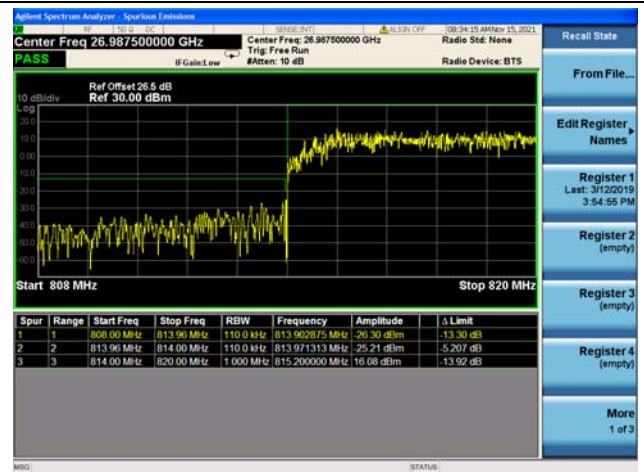 Agilent Spectrum Analyzer - Spurious Emissions
RF 50 Ω DC SENSE:INT ALIGN OFF 08:34:15 AM Nov 15, 2021
Center Freq 26.987500000 GHz
Center Freq: 26.987500000 GHz
Radio Std: None
Trig: Free Run
PASS
IFGain:Low
#Atten: 10 dB
Radio Device: BTS
Ref Offset 26.5 dB
10 dB/div Ref 30.00 dBm
Log
20.0
10.0
0.00
-10.0
-20.0
-30.0
-40.0
-50.0
-60.0
Start 808 MHz Stop 820 MHz
Spur Range Start Freq Stop Freq RBW Frequency Amplitude Δ Limit
1 1 808.00 MHz 813.96 MHz 110.0 kHz 813.902875 MHz -26.30 dBm -13.30 dB
2 2 813.96 MHz 814.00 MHz 110.0 kHz 813.971313 MHz -25.21 dBm -5.207 dB
3 3 814.00 MHz 820.00 MHz 1.000 MHz 815.200000 MHz 16.08 dBm -13.92 dB
MSG STATUS
Recall State
From File...
Edit Register
Names
Register 1
Last: 3/12/2019
3:54:55 PM
Register 2
(empty)
Register 3
(empty)
Register 4
(empty)
More
1 of 3